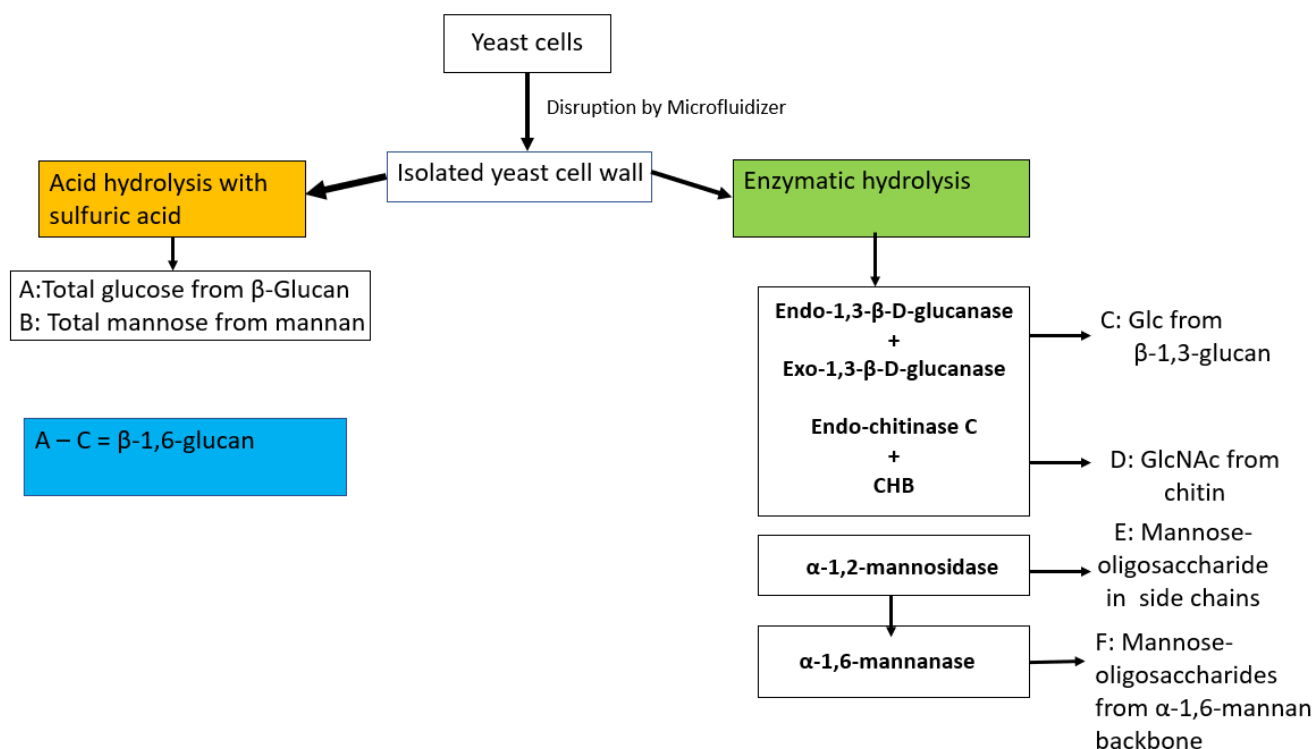 Yeast cells
Disruption by Microfluidizer
Isolated yeast cell wall
Acid hydrolysis with
sulfuric acid
Enzymatic hydrolysis
A:Total glucose from β-Glucan
B: Total mannose from mannan
Endo-1,3-β-D-glucanase
+
Exo-1,3-β-D-glucanase
C: Glc from
β-1,3-glucan
A – C = β-1,6-glucan
Endo-chitinase C
+
CHB
D: GlcNAc from
chitin
α-1,2-mannosidase
E: Mannose-
oligosaccharide
in side chains
α-1,6-mannanase
F: Mannose-
oligosaccharides
from α-1,6-mannan
backbone